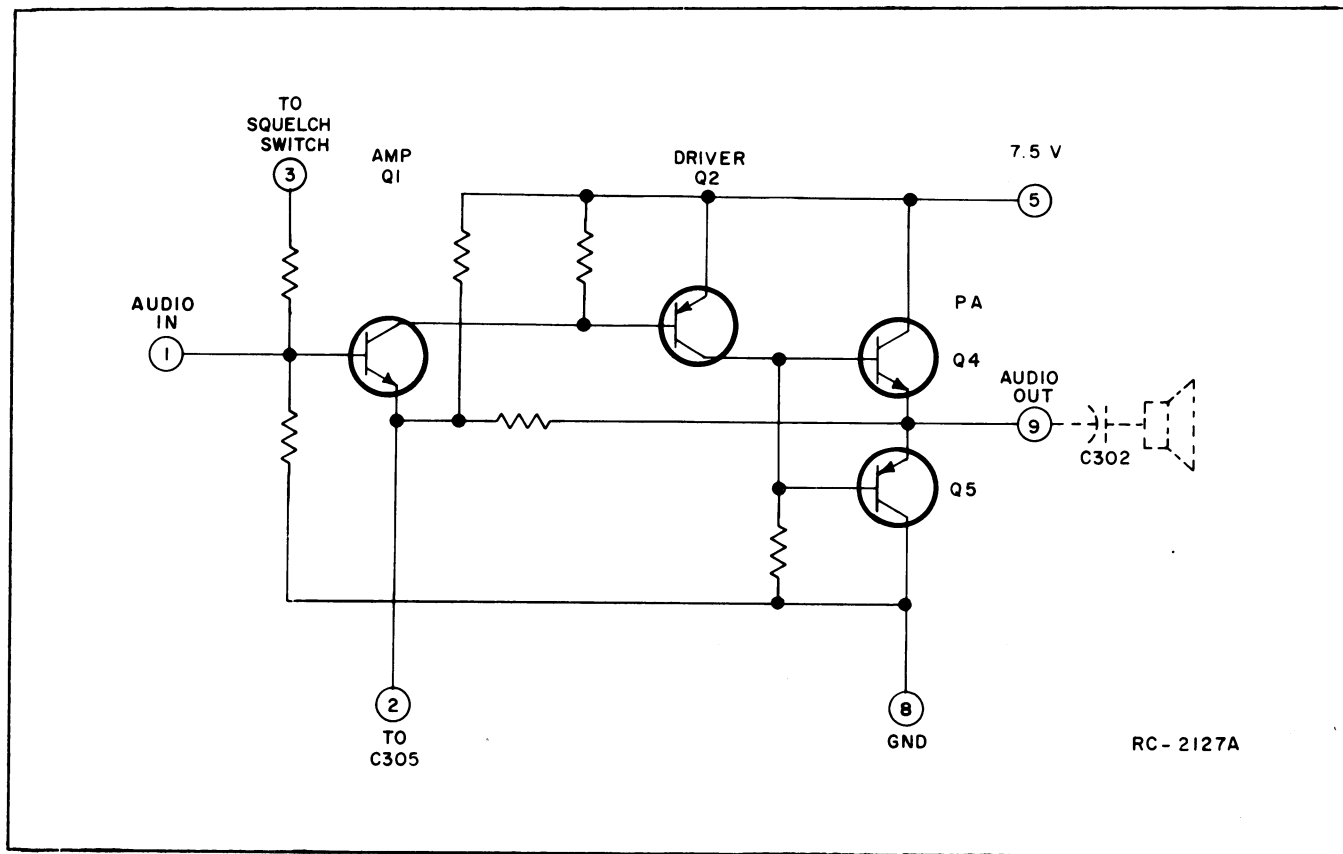 TO
SQUELCH
SWITCH
3
AMP
Q1
DRIVER
Q2
7.5 V
5
AUDIO
IN
1
PA
Q4
AUDIO
OUT
9
C302
Q5
2
TO
C305
8
GND
RC-2127A